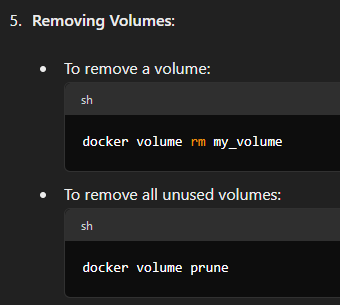 5. Removing Volumes:
• To remove a volume:
sh
docker volume rm my_volume
• To remove all unused volumes:
sh
docker volume prune